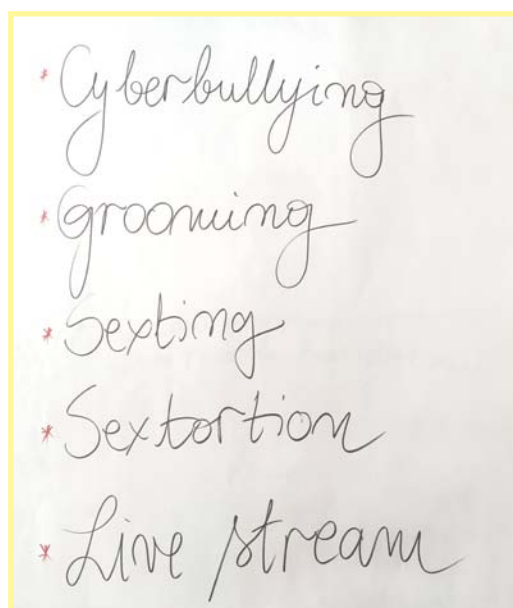 * Cyberbullying
* grooming
* Sexting
* Sextortion
* Live stream